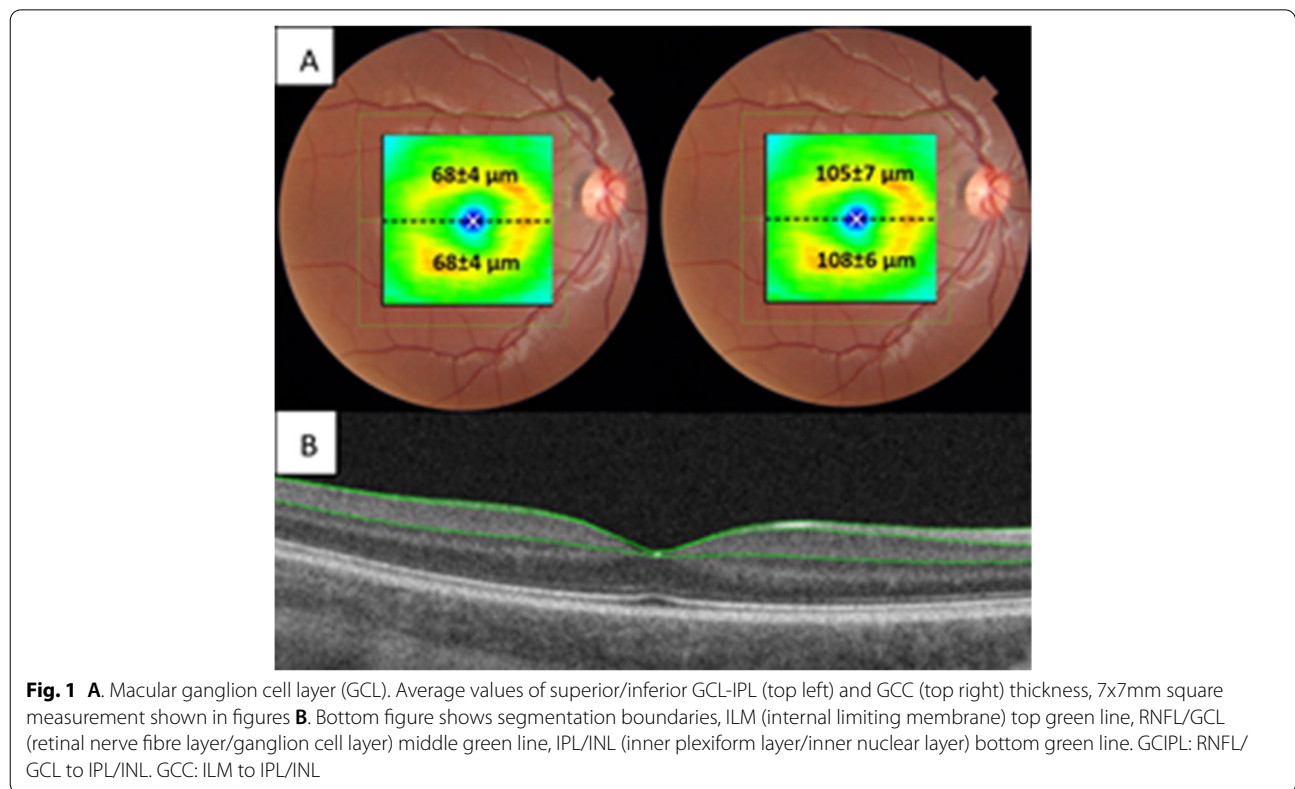 A
68±4 µm
68±4 µm
105±7 µm
108±6 µm
B
Fig. 1 A. Macular ganglion cell layer (GCL). Average values of superior/inferior GCL-IPL (top left) and GCC (top right) thickness, 7x7mm square
measurement shown in figures B. Bottom figure shows segmentation boundaries, ILM (internal limiting membrane) top green line, RNFL/GCL
(retinal nerve fibre layer/ganglion cell layer) middle green line, IPL/INL (inner plexiform layer/inner nuclear layer) bottom green line. GCIPL: RNFL/
GCL to IPL/INL. GCC: ILM to IPL/INL